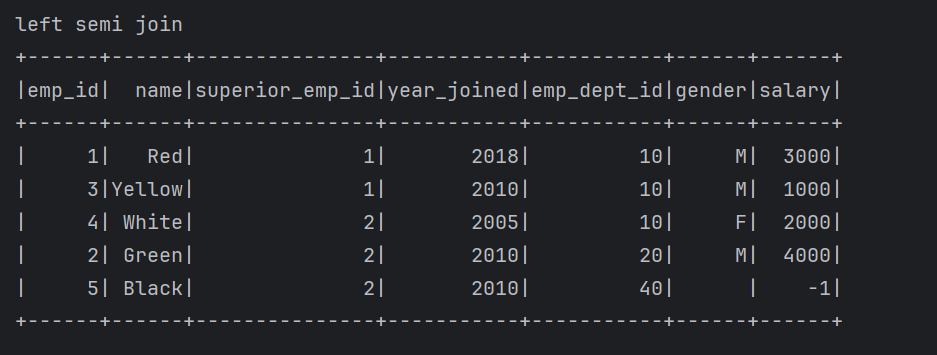 left semi join
+------+------+---------------+-----------+-----------+------+------+
|emp_id|  name|superior_emp_id|year_joined|emp_dept_id|gender|salary|
+------+------+---------------+-----------+-----------+------+------+
|     1|   Red|              1|       2018|         10|     M|  3000|
|     3|Yellow|              1|       2010|         10|     M|  1000|
|     4| White|              2|       2005|         10|     F|  2000|
|     2| Green|              2|       2010|         20|     M|  4000|
|     5| Black|              2|       2010|         40|      |    -1|
+------+------+---------------+-----------+-----------+------+------+